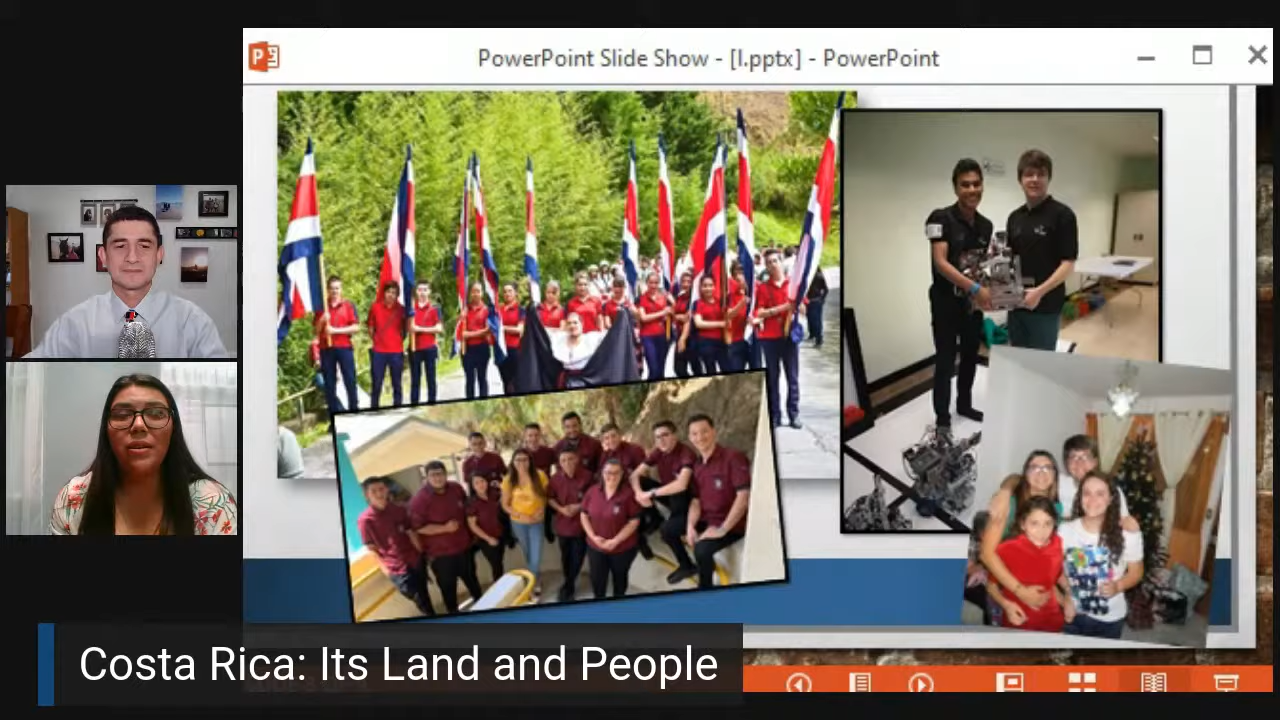 PowerPoint Slide Show - [I.pptx] - PowerPoint
Costa Rica: Its Land and People